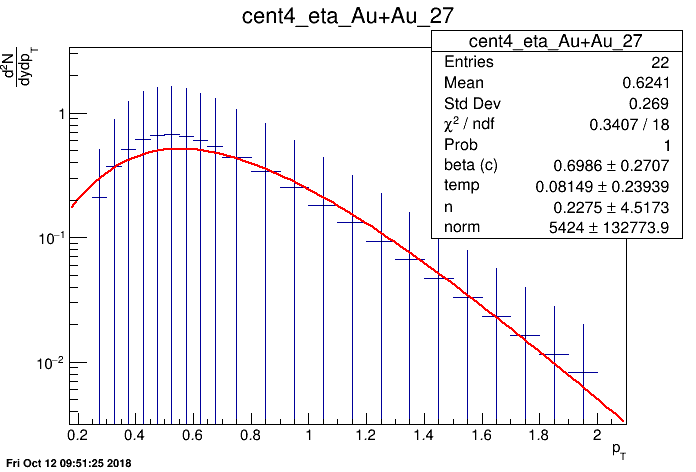 cent4_eta_Au+Au_27
d²N
dydp_T
cent4_eta_Au+Au_27
Entries 22
Mean 0.6241
Std Dev 0.269
χ² / ndf 0.3407 / 18
Prob 1
beta (c) 0.6986 ± 0.2707
temp 0.08149 ± 0.23939
n 0.2275 ± 4.5173
norm 5424 ± 132773.9
1
10⁻¹
10⁻²
0.2 0.4 0.6 0.8 1 1.2 1.4 1.6 1.8 2
p_T
Fri Oct 12 09:51:25 2018